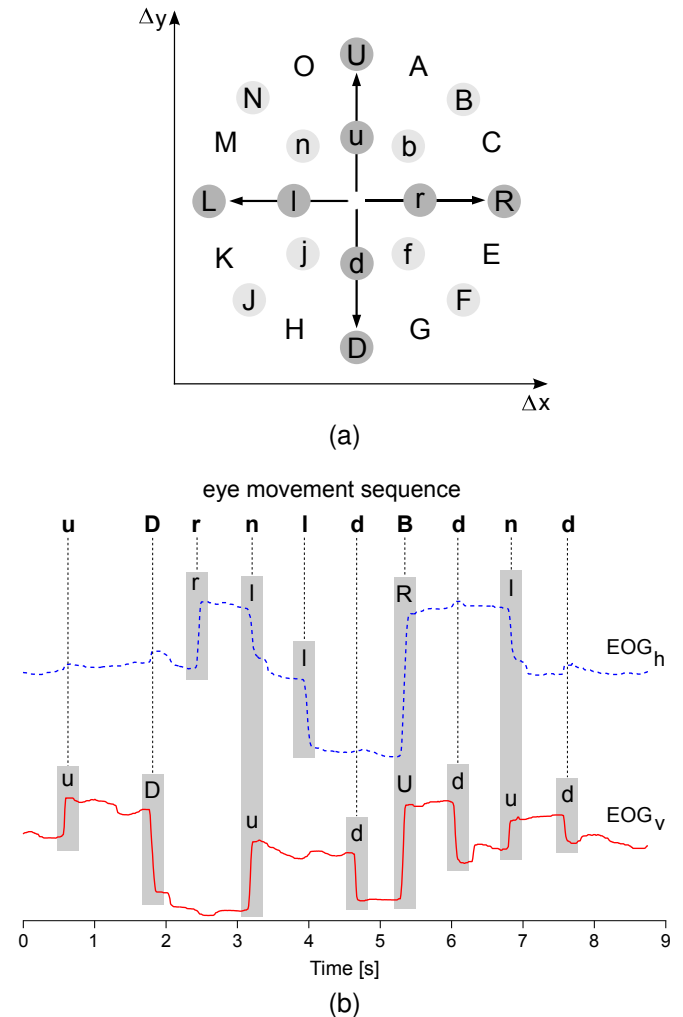 Δy
U
O A
N B
u
M n b C
L l r R
j d f
K E
J F
H G
D
Δx
(a)
eye movement sequence
u D r n l d B d n d
r l R l
l
EOGh
u D U d u d
u d
EOGv
0 1 2 3 4 5 6 7 8 9
Time [s]
(b)